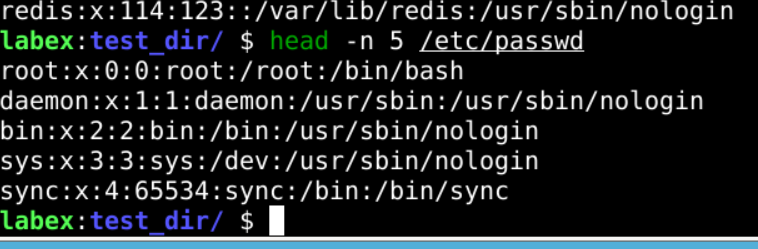 redis:x:114:123::/var/lib/redis:/usr/sbin/nologin
labex:test_dir/ $ head -n 5 /etc/passwd
root:x:0:0:root:/root:/bin/bash
daemon:x:1:1:daemon:/usr/sbin:/usr/sbin/nologin
bin:x:2:2:bin:/bin:/usr/sbin/nologin
sys:x:3:3:sys:/dev:/usr/sbin/nologin
sync:x:4:65534:sync:/bin:/bin/sync
labex:test_dir/ $